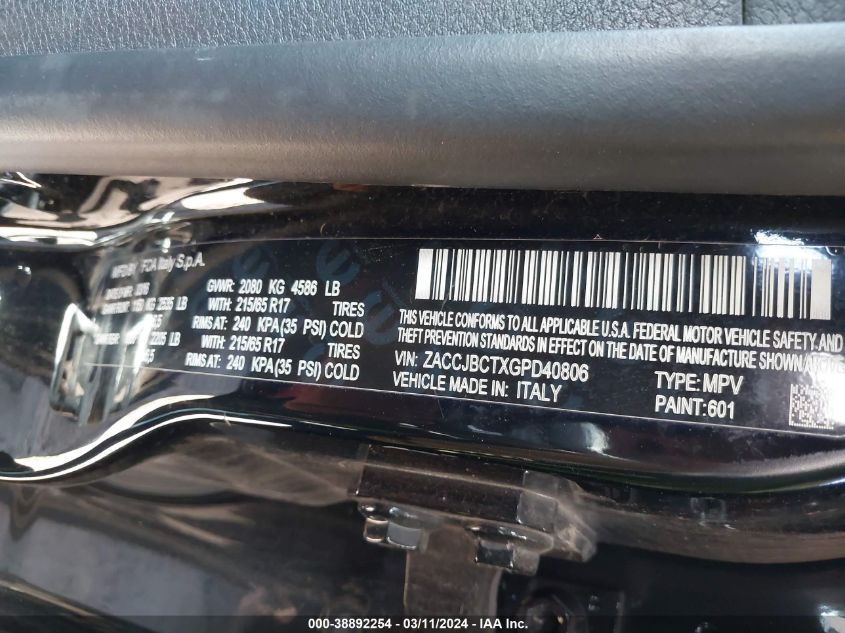 MFD BY FCA Italy S.p.A.
GVWR: 2080 KG 4586 LB
WITH: 215/65 R17 TIRES
RIMS AT: 240 KPA(35 PSI) COLD
WITH: 215/65 R17 TIRES
RIMS AT: 240 KPA(35 PSI) COLD
THIS VEHICLE CONFORMS TO ALL APPLICABLE U.S.A. FEDERAL MOTOR VEHICLE SAFETY, AND
THEFT PREVENTION STANDARDS IN EFFECT ON THE DATE OF MANUFACTURE SHOWN ABOVE
VIN: ZACCJBCTXGPD40806 TYPE: MPV
VEHICLE MADE IN: ITALY PAINT:601
000-38892254 - 03/11/2024 - IAA Inc.